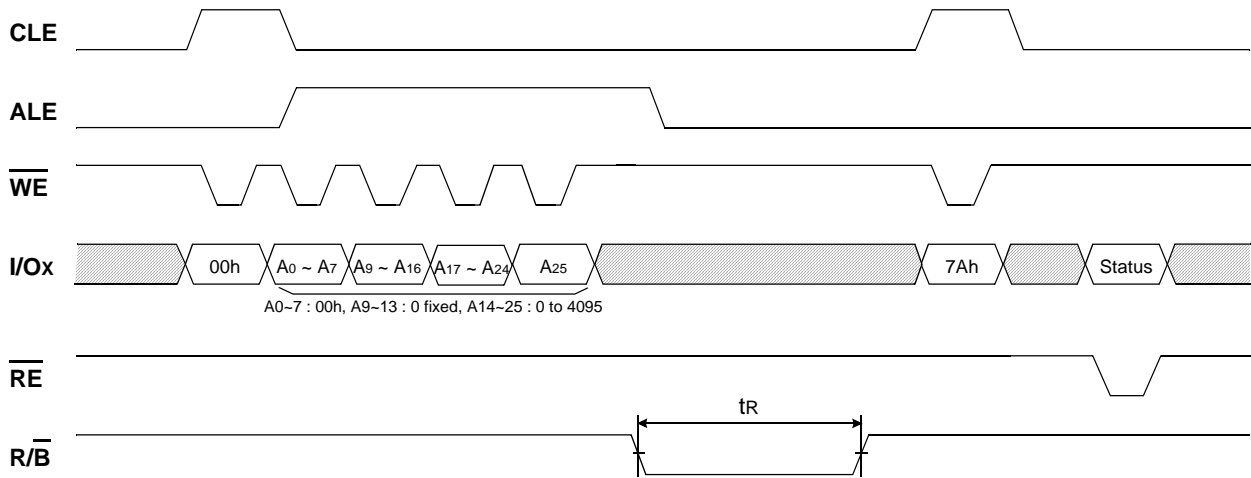 CLE
ALE
WE
I/Ox 00h A0 ~ A7 A9 ~ A16 A17 ~ A24 A25 7Ah Status
A0~7 : 00h, A9~13 : 0 fixed, A14~25 : 0 to 4095
RE
tR
R/B